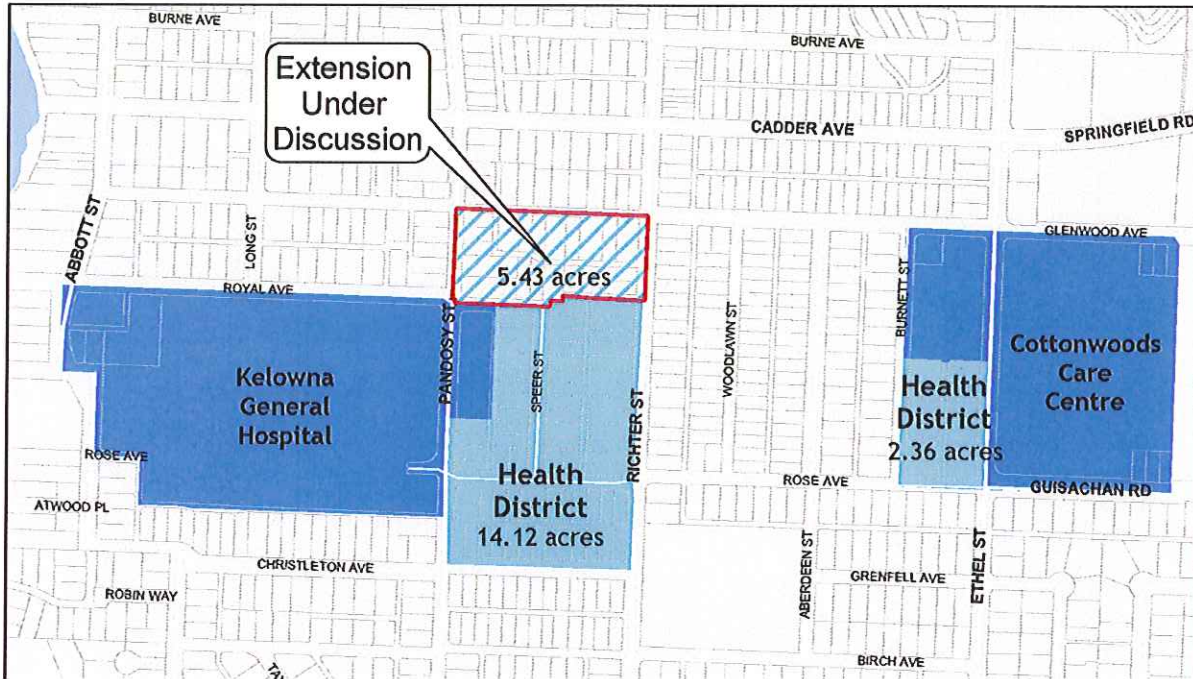 BURNE AVE
BURNE AVE
Extension
Under
Discussion
CADDER AVE
SPRINGFIELD RD
ABBOTT ST
LONG ST
GLENWOOD AVE
5.43 acres
ROYAL AVE
PANDOSY ST
SPEER ST
RICHTER ST
WOODLAWN ST
BURNETT ST
Kelowna
General
Hospital
Cottonwoods
Care
Centre
Health
District
2.36 acres
ROSE AVE
Health
District
14.12 acres
ROSE AVE
GUISACHAN RD
ATWOOD PL
CHRISTLETON AVE
ABERDEEN ST
GRENFELL AVE
ETHEL ST
ROBIN WAY
BIRCH AVE